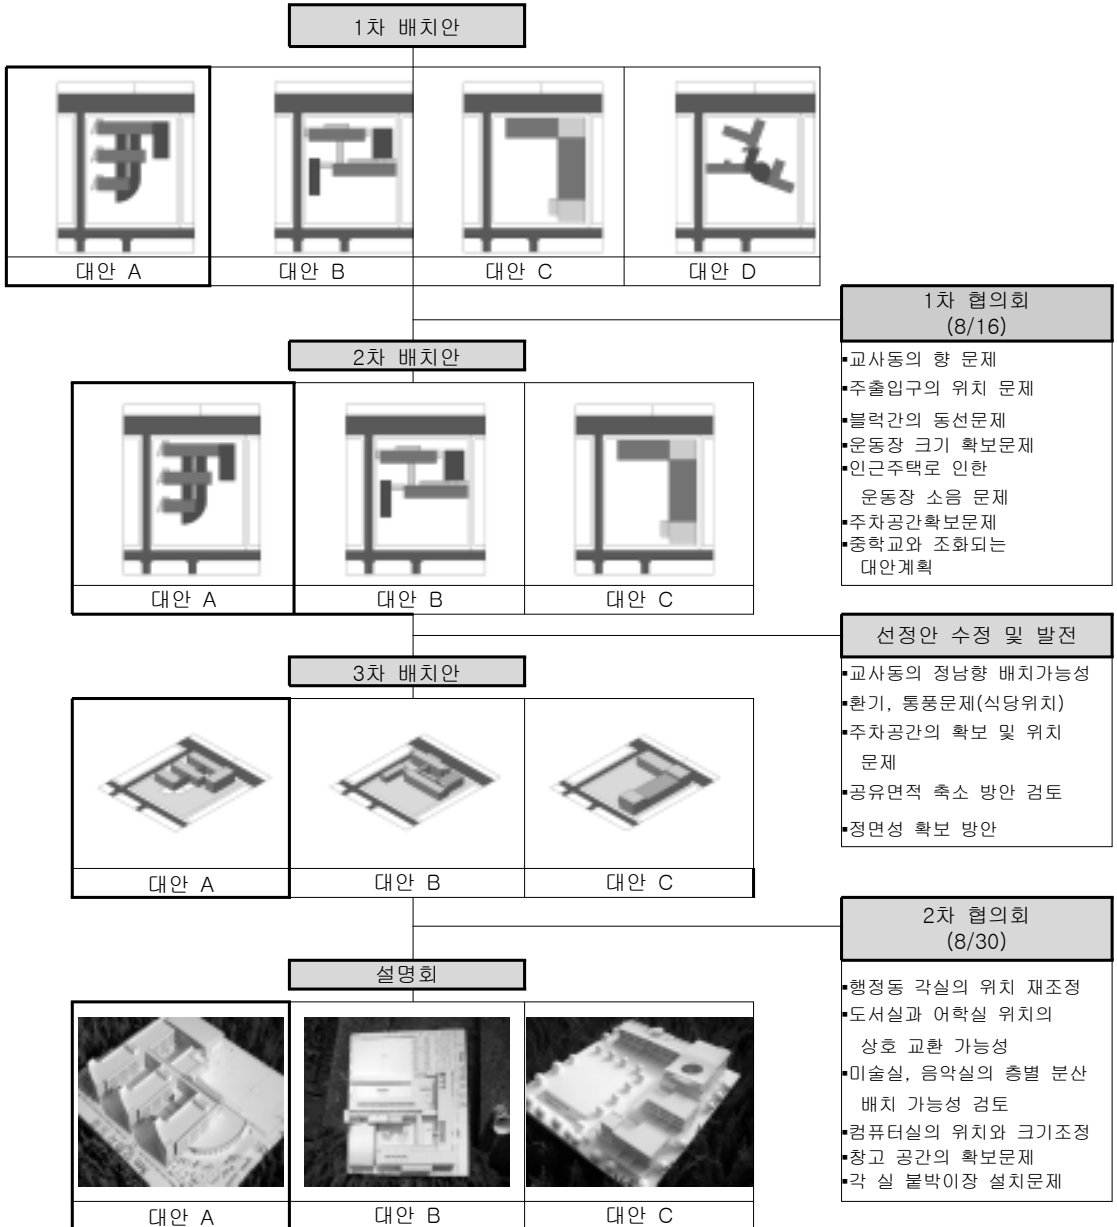 1차 배치안
대안 A
대안 B
대안 C
대안 D
1차 협의회
(8/16)
▪교사동의 향 문제
▪주출입구의 위치 문제
▪블럭간의 동선문제
▪운동장 크기 확보문제
▪인근주택로 인한
운동장 소음 문제
▪주차공간확보문제
▪중학교와 조화되는
대안계획
2차 배치안
대안 A
대안 B
대안 C
선정안 수정 및 발전
▪교사동의 정남향 배치가능성
▪환기, 통풍문제(식당위치)
▪주차공간의 확보 및 위치
문제
▪공유면적 축소 방안 검토
▪정면성 확보 방안
3차 배치안
대안 A
대안 B
대안 C
2차 협의회
(8/30)
▪행정동 각실의 위치 재조정
▪도서실과 어학실 위치의
상호 교환 가능성
▪미술실, 음악실의 층별 분산
배치 가능성 검토
▪컴퓨터실의 위치와 크기조정
▪창고 공간의 확보문제
▪각 실 붙박이장 설치문제
설명회
대안 A
대안 B
대안 C